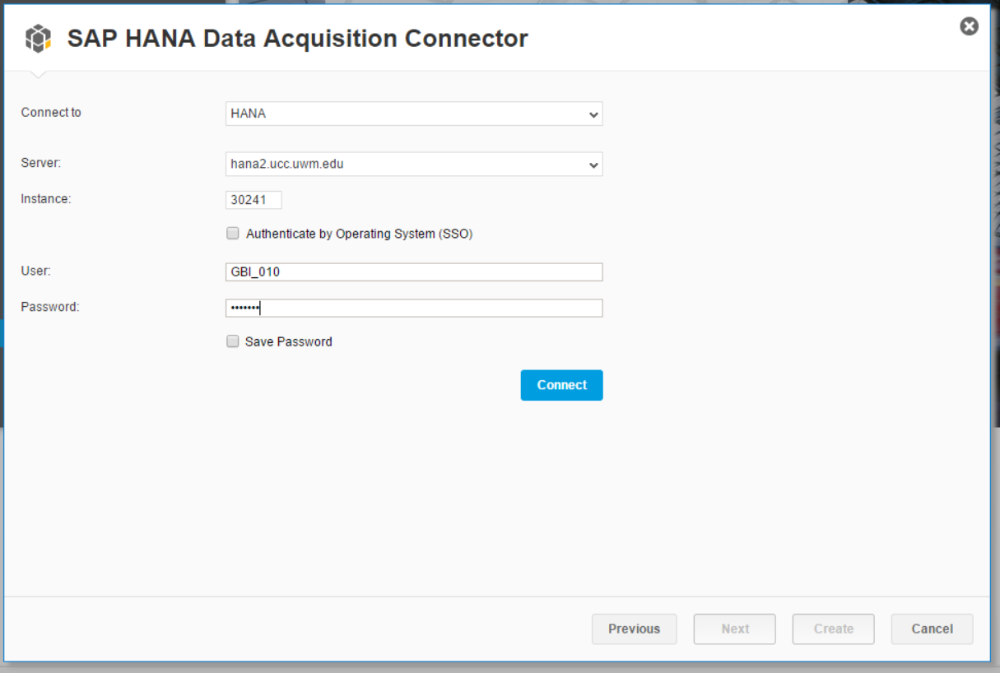 SAP HANA Data Acquisition Connector
Connect to
HANA
Server:
hana2.ucc.uwm.edu
Instance:
30241
Authenticate by Operating System (SSO)
User:
GBI_010
Password:
•••••••
Save Password
Connect
Previous
Next
Create
Cancel